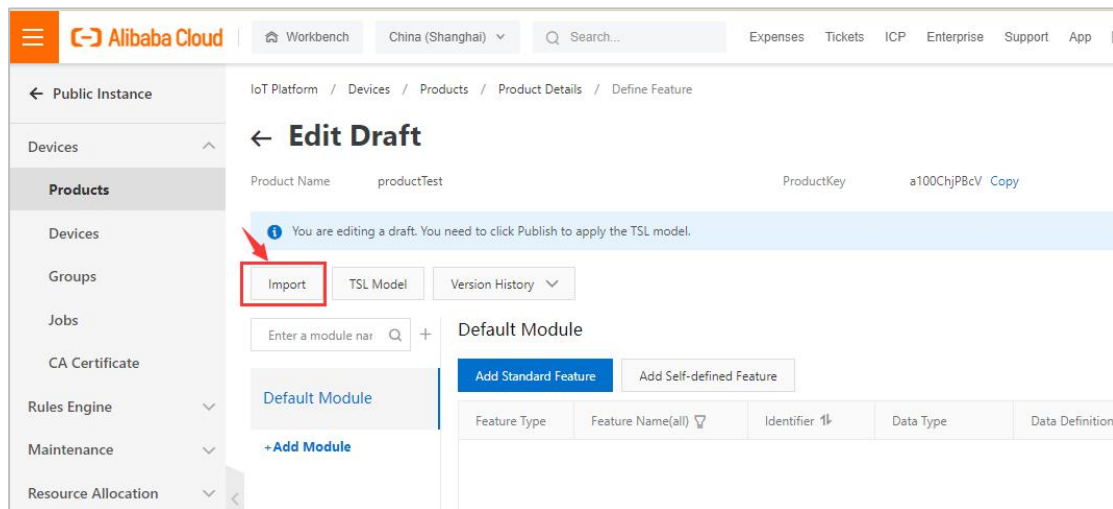 Alibaba Cloud Workbench China (Shanghai) Search... Expenses Tickets ICP Enterprise Support App
Public Instance
IoT Platform / Devices / Products / Product Details / Define Feature
Devices
Edit Draft
Products
Product Name productTest ProductKey a100ChjPBcV Copy
Devices
You are editing a draft. You need to click Publish to apply the TSL model.
Groups
Import TSL Model Version History
Jobs
Enter a module nar + Default Module
CA Certificate
Add Standard Feature Add Self-defined Feature
Rules Engine
Default Module
Feature Type Feature Name(all) Identifier Data Type Data Definition
Maintenance
+Add Module
Resource Allocation